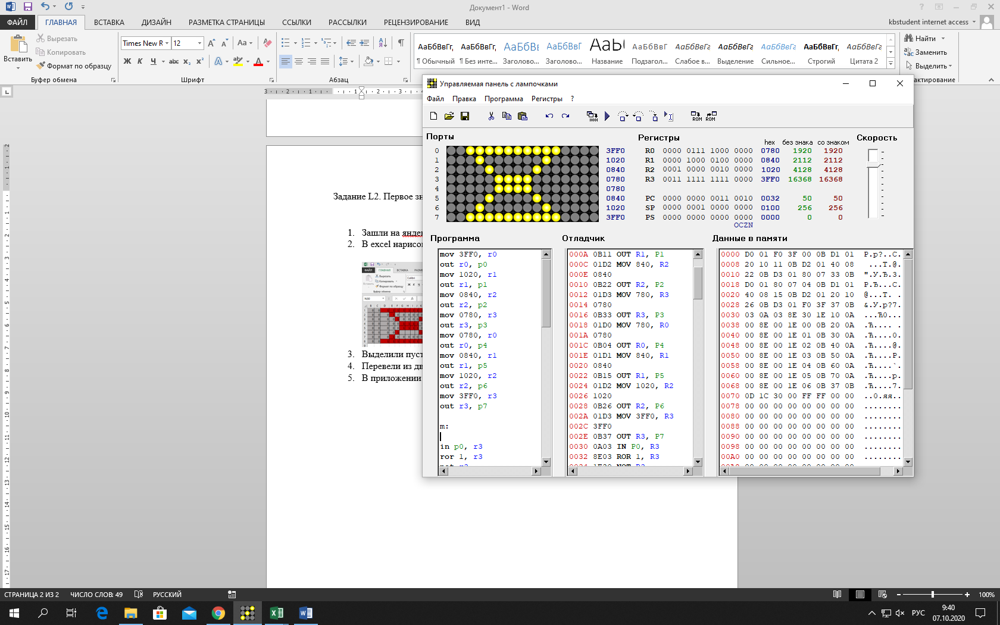 Документ1 - Word
ФАЙЛ ГЛАВНАЯ ВСТАВКА ДИЗАЙН РАЗМЕТКА СТРАНИЦЫ ССЫЛКИ РАССЫЛКИ РЕЦЕНЗИРОВАНИЕ ВИД kbstudent internet access
Вставить
Вырезать
Копировать
Формат по образцу
Буфер обмена
Times New R 12
Шрифт
Абзац
¶ Обычный ¶ Без инте... Заголово... Заголово... Название Подзагол... Слабое в... Выделение Сильное... Строгий Цитата 2
Найти
Заменить
Выделить
Задание L2. Первое зн
1. Зашли на яндек
2. В excel нарисов
3. Выделили пуст
4. Перевели из дв
5. В приложении
Управляемая панель с лампочками
Файл Правка Программа Регистры ?
Порты
0 3FF0
1 1020
2 0840
3 0780
4 0780
5 0840
6 1020
7 3FF0
Регистры hex без знака со знаком
R0 0000 0111 1000 0000 0780 1920 1920
R1 0000 1000 0100 0000 0840 2112 2112
R2 0001 0000 0010 0000 1020 4128 4128
R3 0011 1111 1111 0000 3FF0 16368 16368
PC 0000 0000 0011 0010 0032 50 50
SP 0000 0001 0000 0000 0100 256 256
PS 0000 0000 0000 0000 0000 0 0
OCZN
Скорость
Программа
mov 3FF0, r0
out r0, p0
mov 1020, r1
out r1, p1
mov 0840, r2
out r2, p2
mov 0780, r3
out r3, p3
mov 0780, r0
out r0, p4
mov 0840, r1
out r1, p5
mov 1020, r2
out r2, p6
mov 3FF0, r3
out r3, p7
m:
in p0, r3
ror 1, r3
Отладчик
000A 0B11 OUT R1, P1
000C 01D2 MOV 840, R2
000E 0840
0010 0B22 OUT R2, P2
0012 01D3 MOV 780, R3
0014 0780
0016 0B33 OUT R3, P3
0018 01D0 MOV 780, R0
001A 0780
001C 0B04 OUT R0, P4
001E 01D1 MOV 840, R1
0020 0840
0022 0B15 OUT R1, P5
0024 01D2 MOV 1020, R2
0026 1020
0028 0B26 OUT R2, P6
002A 01D3 MOV 3FF0, R3
002C 3FF0
002E 0B37 OUT R3, P7
0030 0A03 IN P0, R3
0032 8E03 ROR 1, R3
Данные в памяти
0000 D0 01 F0 3F 00 0B D1 01 Р.р?..С.
0008 20 10 11 0B D2 01 40 08 ...Т.@.
0010 22 0B D3 01 80 07 33 0B ".У.Ђ.3.
0018 D0 01 80 07 04 0B D1 01 Р.Ђ...С.
0020 40 08 15 0B D2 01 20 10 @...Т. .
0028 26 0B D3 01 F0 3F 37 0B &.У.р?7.
0030 03 0A 03 8E 30 1E 10 0A ...Ћ0...
0038 00 8E 00 1E 00 0B 20 0A .Ћ.... .
0040 00 8E 00 1E 01 0B 30 0A .Ћ....0.
0048 00 8E 00 1E 02 0B 40 0A .Ћ....@.
0050 00 8E 00 1E 03 0B 50 0A .Ћ....P.
0058 00 8E 00 1E 04 0B 60 0A .Ћ....`.
0060 00 8E 00 1E 05 0B 70 0A .Ћ....p.
0068 00 8E 00 1E 06 0B 37 0B .Ћ....7.
0070 0D 1C 30 00 FF FF 00 00 ..0.яя..
0078 00 00 00 00 00 00 00 00 ........
0080 00 00 00 00 00 00 00 00 ........
0088 00 00 00 00 00 00 00 00 ........
0090 00 00 00 00 00 00 00 00 ........
0098 00 00 00 00 00 00 00 00 ........
00A0 00 00 00 00 00 00 00 00 ........
СТРАНИЦА 2 ИЗ 2 ЧИСЛО СЛОВ: 49 РУССКИЙ 100%
РУС
9:40
07.10.2020